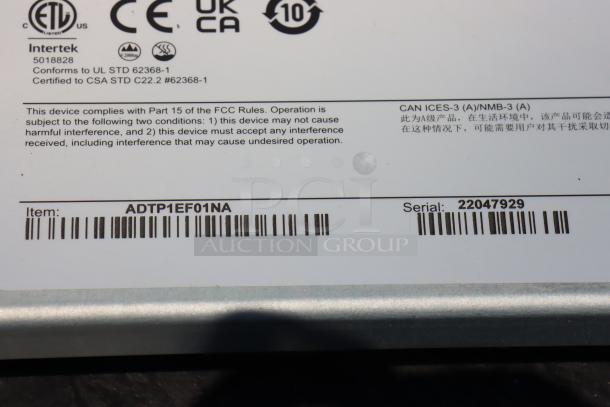 c ETL us
LISTED
CE
UK
CA
10
Intertek
5018828
Conforms to UL STD 62368-1
Certified to CSA STD C22.2 #62368-1
This device complies with Part 15 of the FCC Rules. Operation is
subject to the following two conditions: 1) this device may not cause
harmful interference, and 2) this device must accept any interference
received, including interference that may cause undesired operation.
CAN ICES-3 (A)/NMB-3 (A)
此为A级产品，在生活环境中，该产品可能会造
在这种情况下，可能需要用户对其干扰采取切
PCI
AUCTION GROUP
Item: ADTP1EF01NA
Serial: 22047929